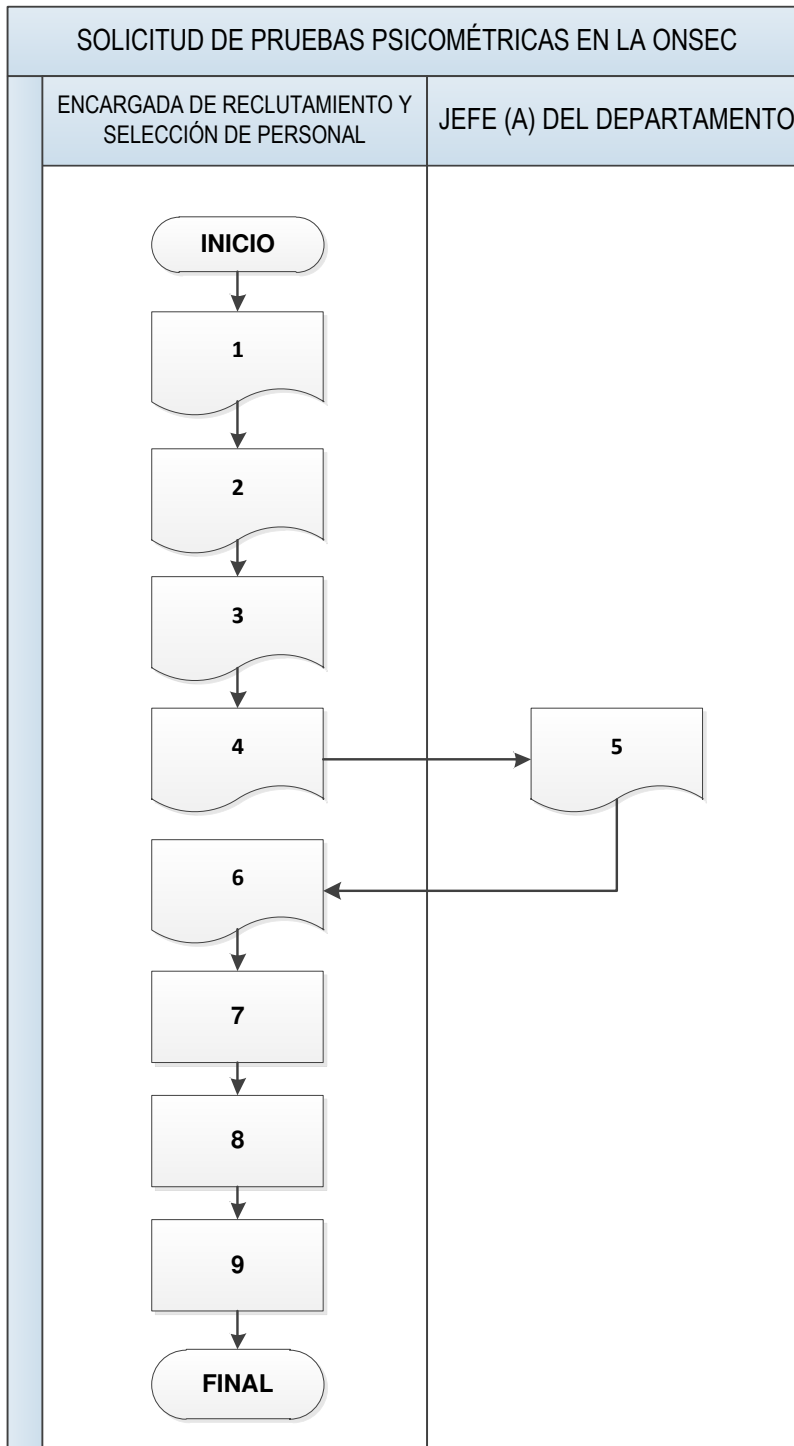 SOLICITUD DE PRUEBAS PSICOMÉTRICAS EN LA ONSEC
ENCARGADA DE RECLUTAMIENTO Y
SELECCIÓN DE PERSONAL
JEFE (A) DEL DEPARTAMENTO
INICIO
1
2
3
4
5
6
7
8
9
FINAL